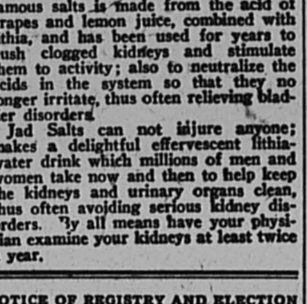 amous salts is made from the acid of
rapes and lemon juice, combined with
ithia, and has been used for years to
ush clogged kidneys and stimulate
hem to activity; also to neutralize the
cids in the system so that they no
onger irritate, thus often relieving blad-
er disorders.
Jad Salts can not injure anyone;
akes a delightful effervescent lithia-
ater drink which millions of men and
omen take now and then to help keep
he kidneys and urinary organs clean,
hus often avoiding serious kidney dis-
rders. By all means have your physi-
ian examine your kidneys at least twice
year.
OTICE OF REGISTRY AND ELECTION